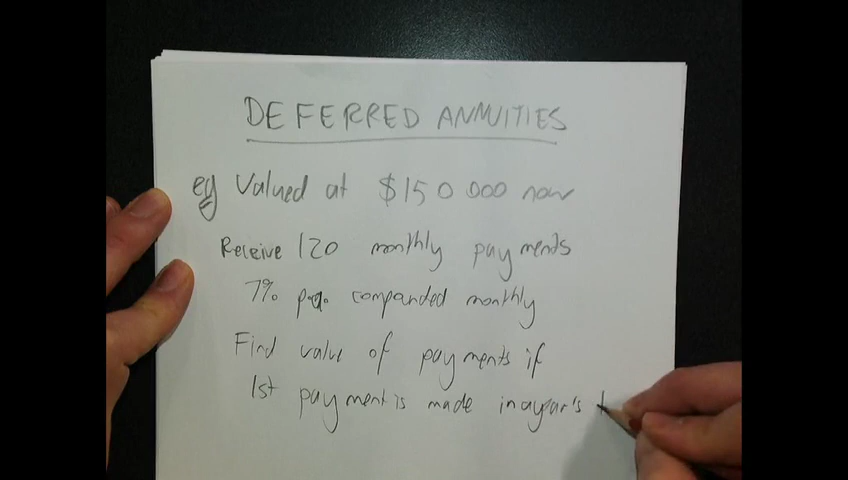 DEFERRED ANNUITIES
eg Valued at $150 000 now
Receive 120 monthly payments
7% p.a. compounded monthly
Find value of payments if
1st payment is made in a year's t